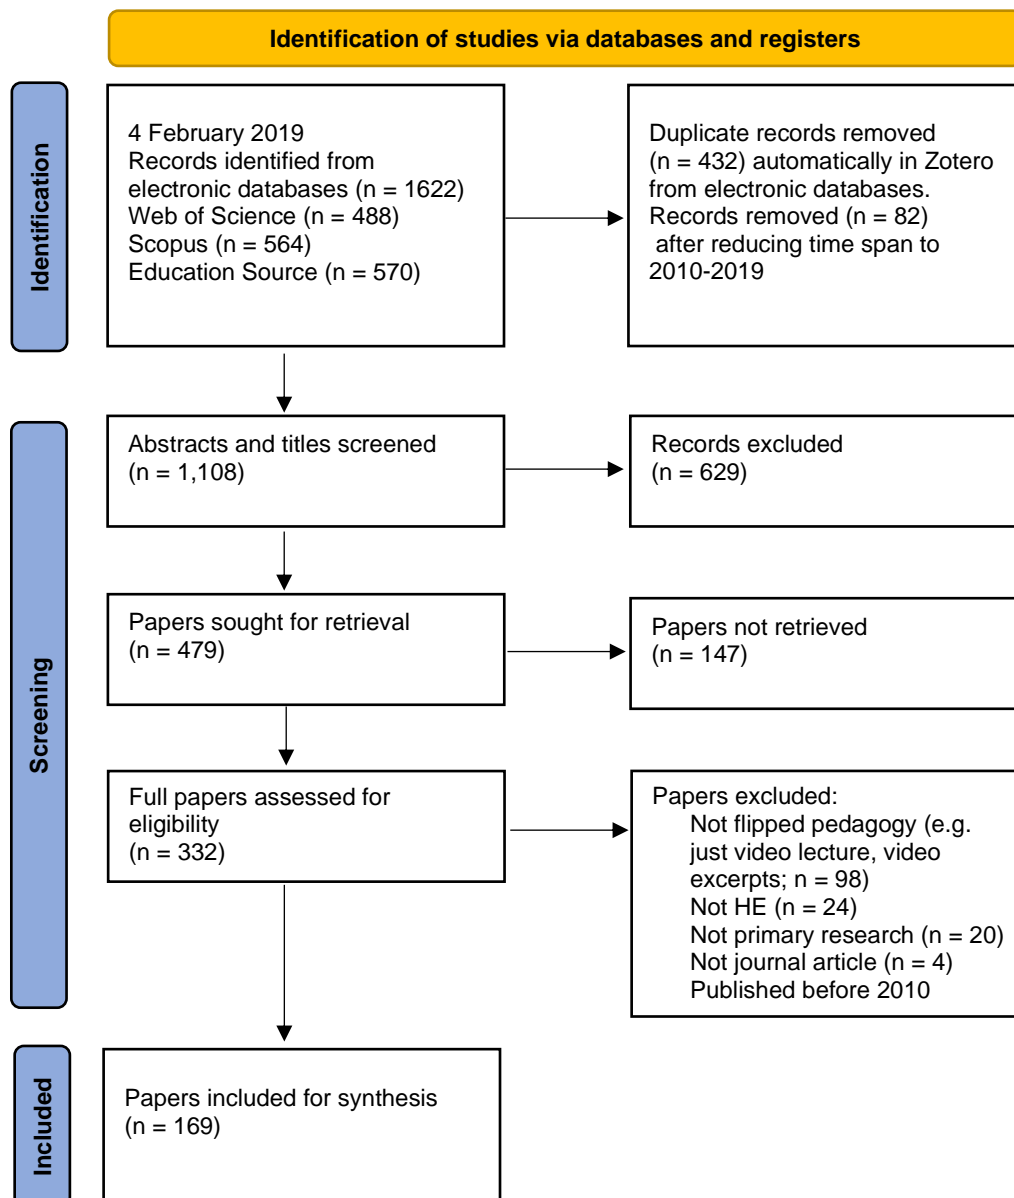 Identification of studies via databases and registers
Identification
4 February 2019
Records identified from
electronic databases (n = 1622)
Web of Science (n = 488)
Scopus (n = 564)
Education Source (n = 570)
Duplicate records removed
(n = 432) automatically in Zotero
from electronic databases.
Records removed (n = 82)
after reducing time span to
2010-2019
Screening
Abstracts and titles screened
(n = 1,108)
Records excluded
(n = 629)
Papers sought for retrieval
(n = 479)
Papers not retrieved
(n = 147)
Full papers assessed for
eligibility
(n = 332)
Papers excluded:
Not flipped pedagogy (e.g.
just video lecture, video
excerpts; n = 98)
Not HE (n = 24)
Not primary research (n = 20)
Not journal article (n = 4)
Published before 2010
Included
Papers included for synthesis
(n = 169)